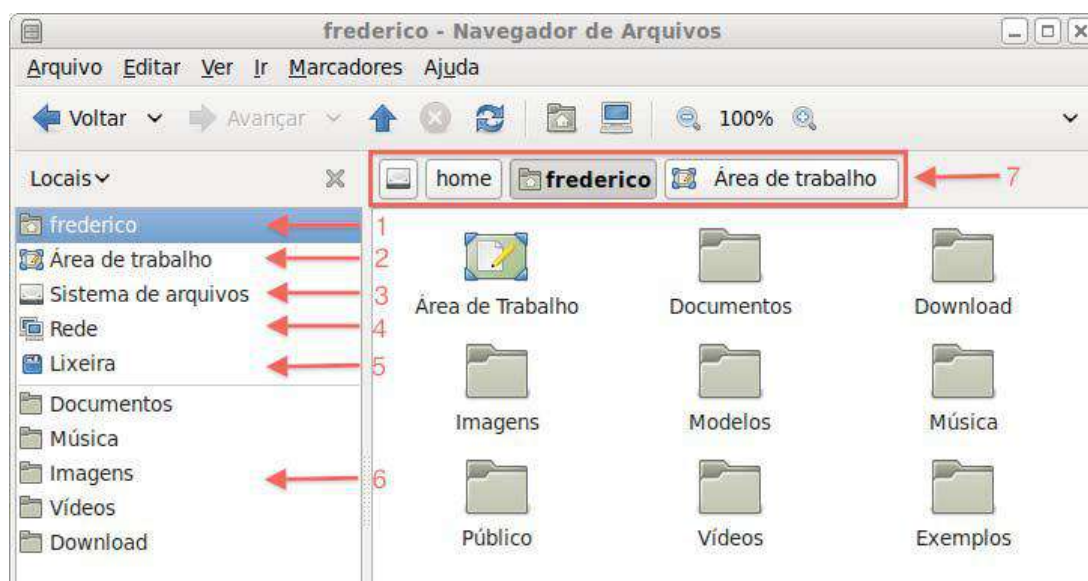 frederico - Navegador de Arquivos
Arquivo Editar Ver Ir Marcadores Ajuda
Voltar Avançar 100%
Locais
home frederico Área de trabalho 7
frederico 1
Área de trabalho 2
Sistema de arquivos 3
Rede 4
Lixeira 5
Documentos
Música
Imagens 6
Vídeos
Download
Área de Trabalho Documentos Download
Imagens Modelos Música
Público Vídeos Exemplos